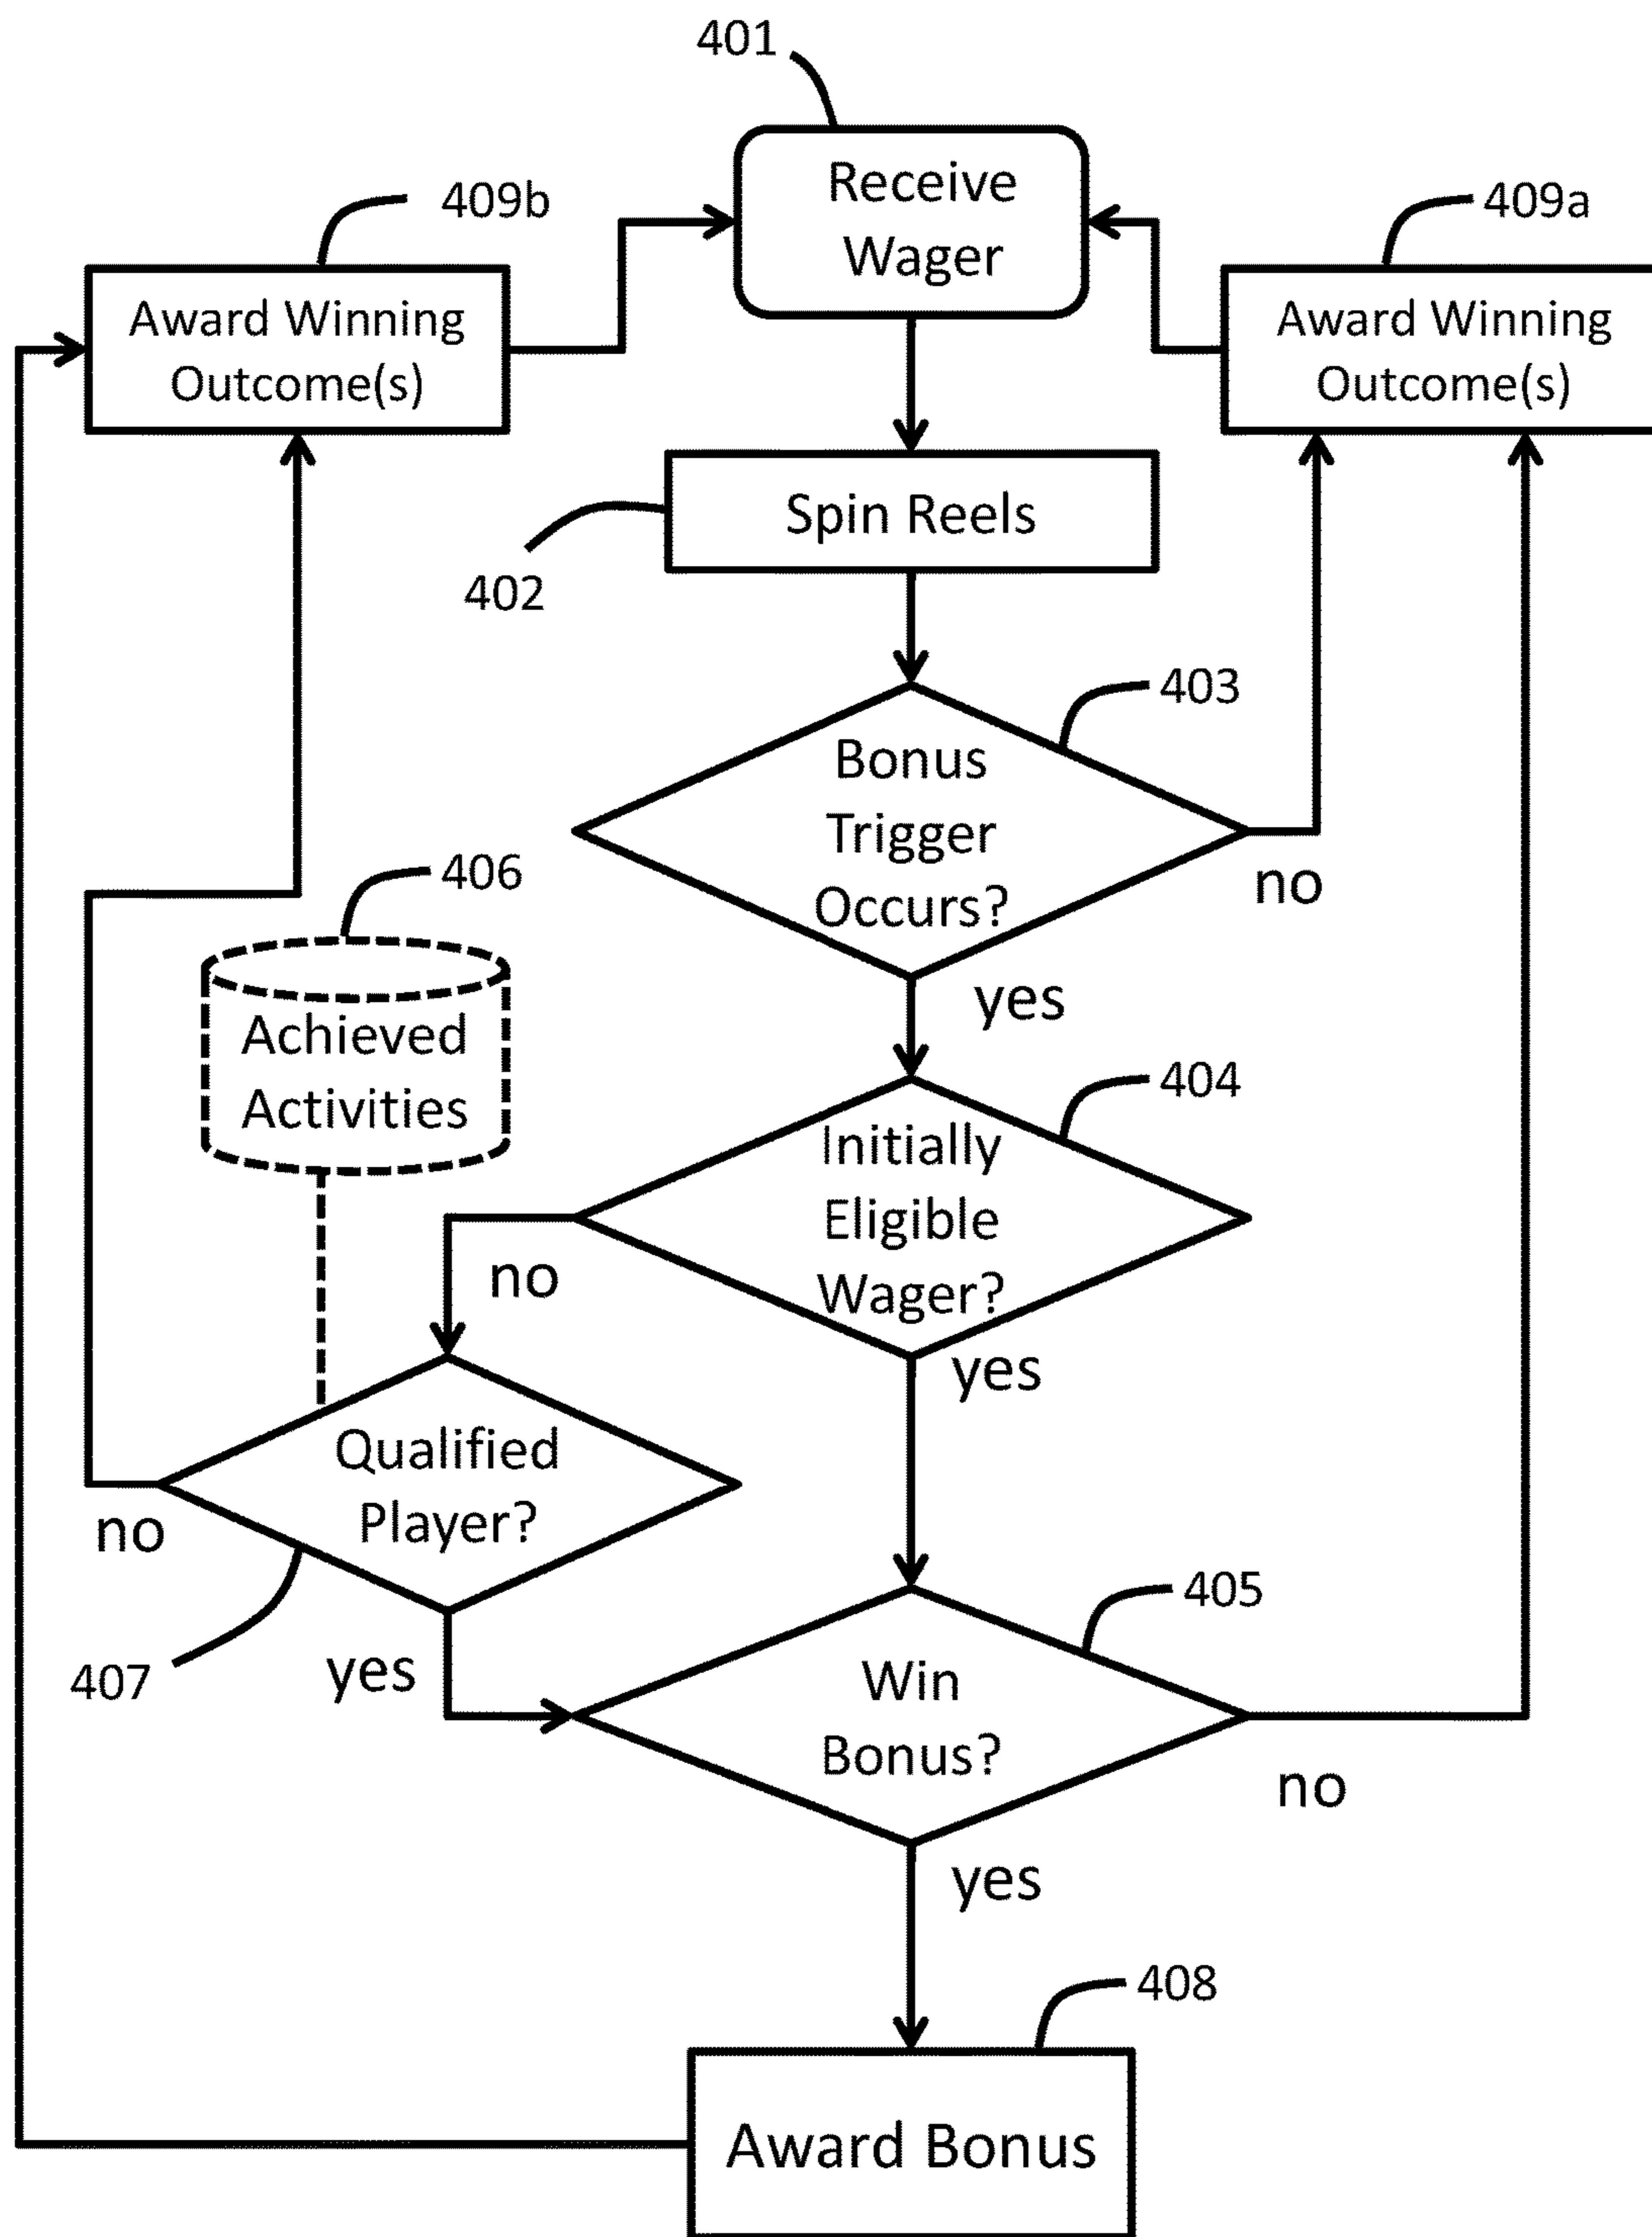 401
Receive
Wager
409b
409a
Award Winning
Outcome(s)
Award Winning
Outcome(s)
Spin Reels
402
403
Bonus
Trigger
Occurs?
no
406
yes
Achieved
Activities
404
Initially
Eligible
Wager?
no
yes
Qualified
Player?
no
405
407
yes
Win
Bonus?
no
yes
408
Award Bonus